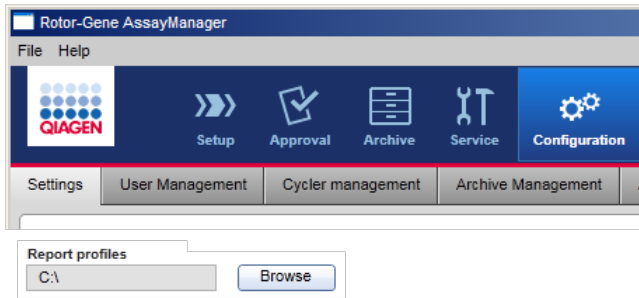 Rotor-Gene AssayManager
File Help
QIAGEN
Setup Approval Archive Service Configuration
Settings User Management Cycler management Archive Management
Report profiles
C:\ Browse